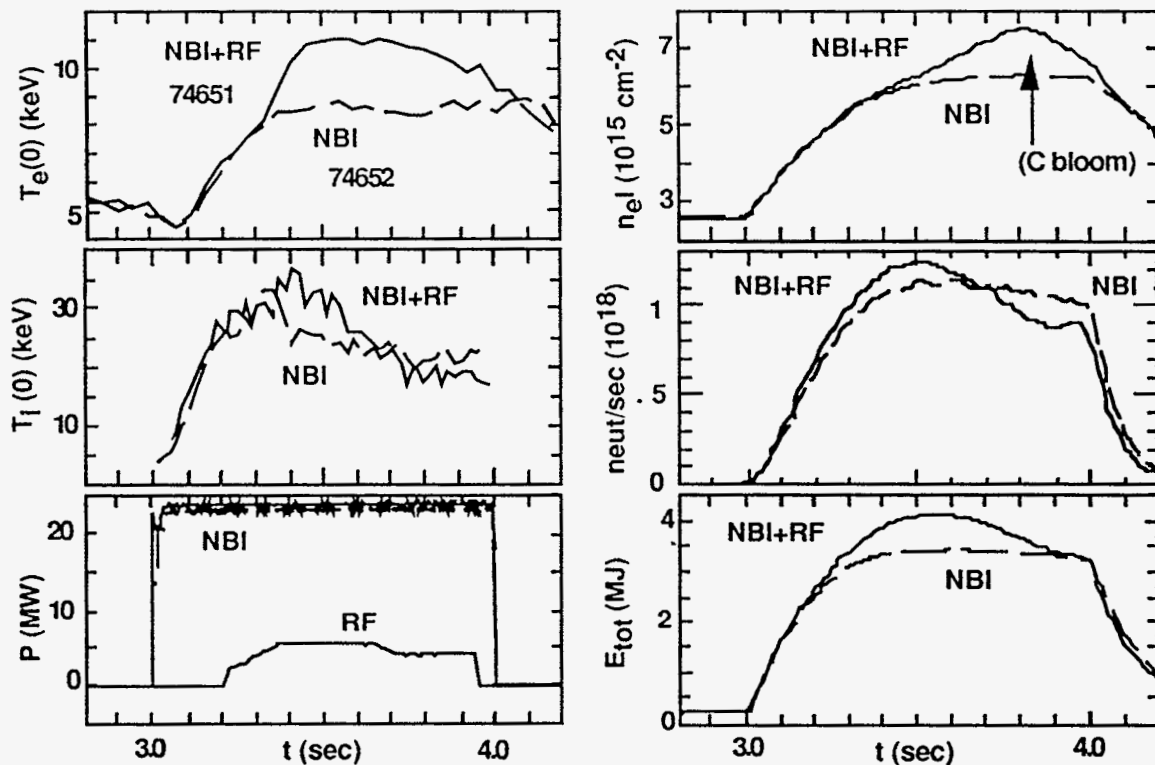 T_e(0) (keV)
10
5
NBI+RF
74651
NBI
74652
n_el (10^15 cm^-2)
7
5
3
NBI+RF
NBI
(C bloom)
T_i(0) (keV)
30
10
NBI+RF
NBI
neut/sec (10^18)
1
.5
0
NBI+RF
NBI
P (MW)
20
10
0
NBI
RF
3.0
t (sec)
4.0
E_tot (MJ)
4
2
0
NBI+RF
NBI
3.0
t (sec)
4.0